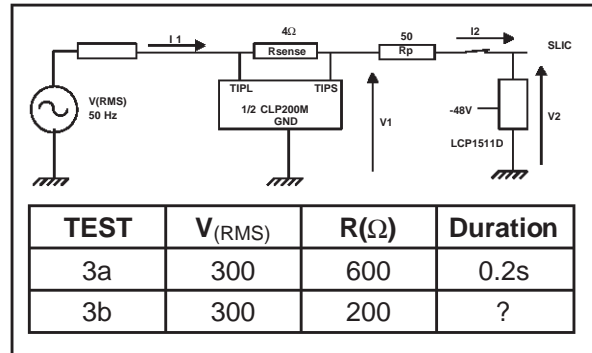 4Ω
50
I 1
I2
SLIC
Rsense
Rp
TIPL TIPS
V(RMS)
50 Hz
1/2 CLP200M
GND
V1
-48V
V2
LCP1511D
TEST V(RMS) R(Ω) Duration
3a 300 600 0.2s
3b 300 200 ?